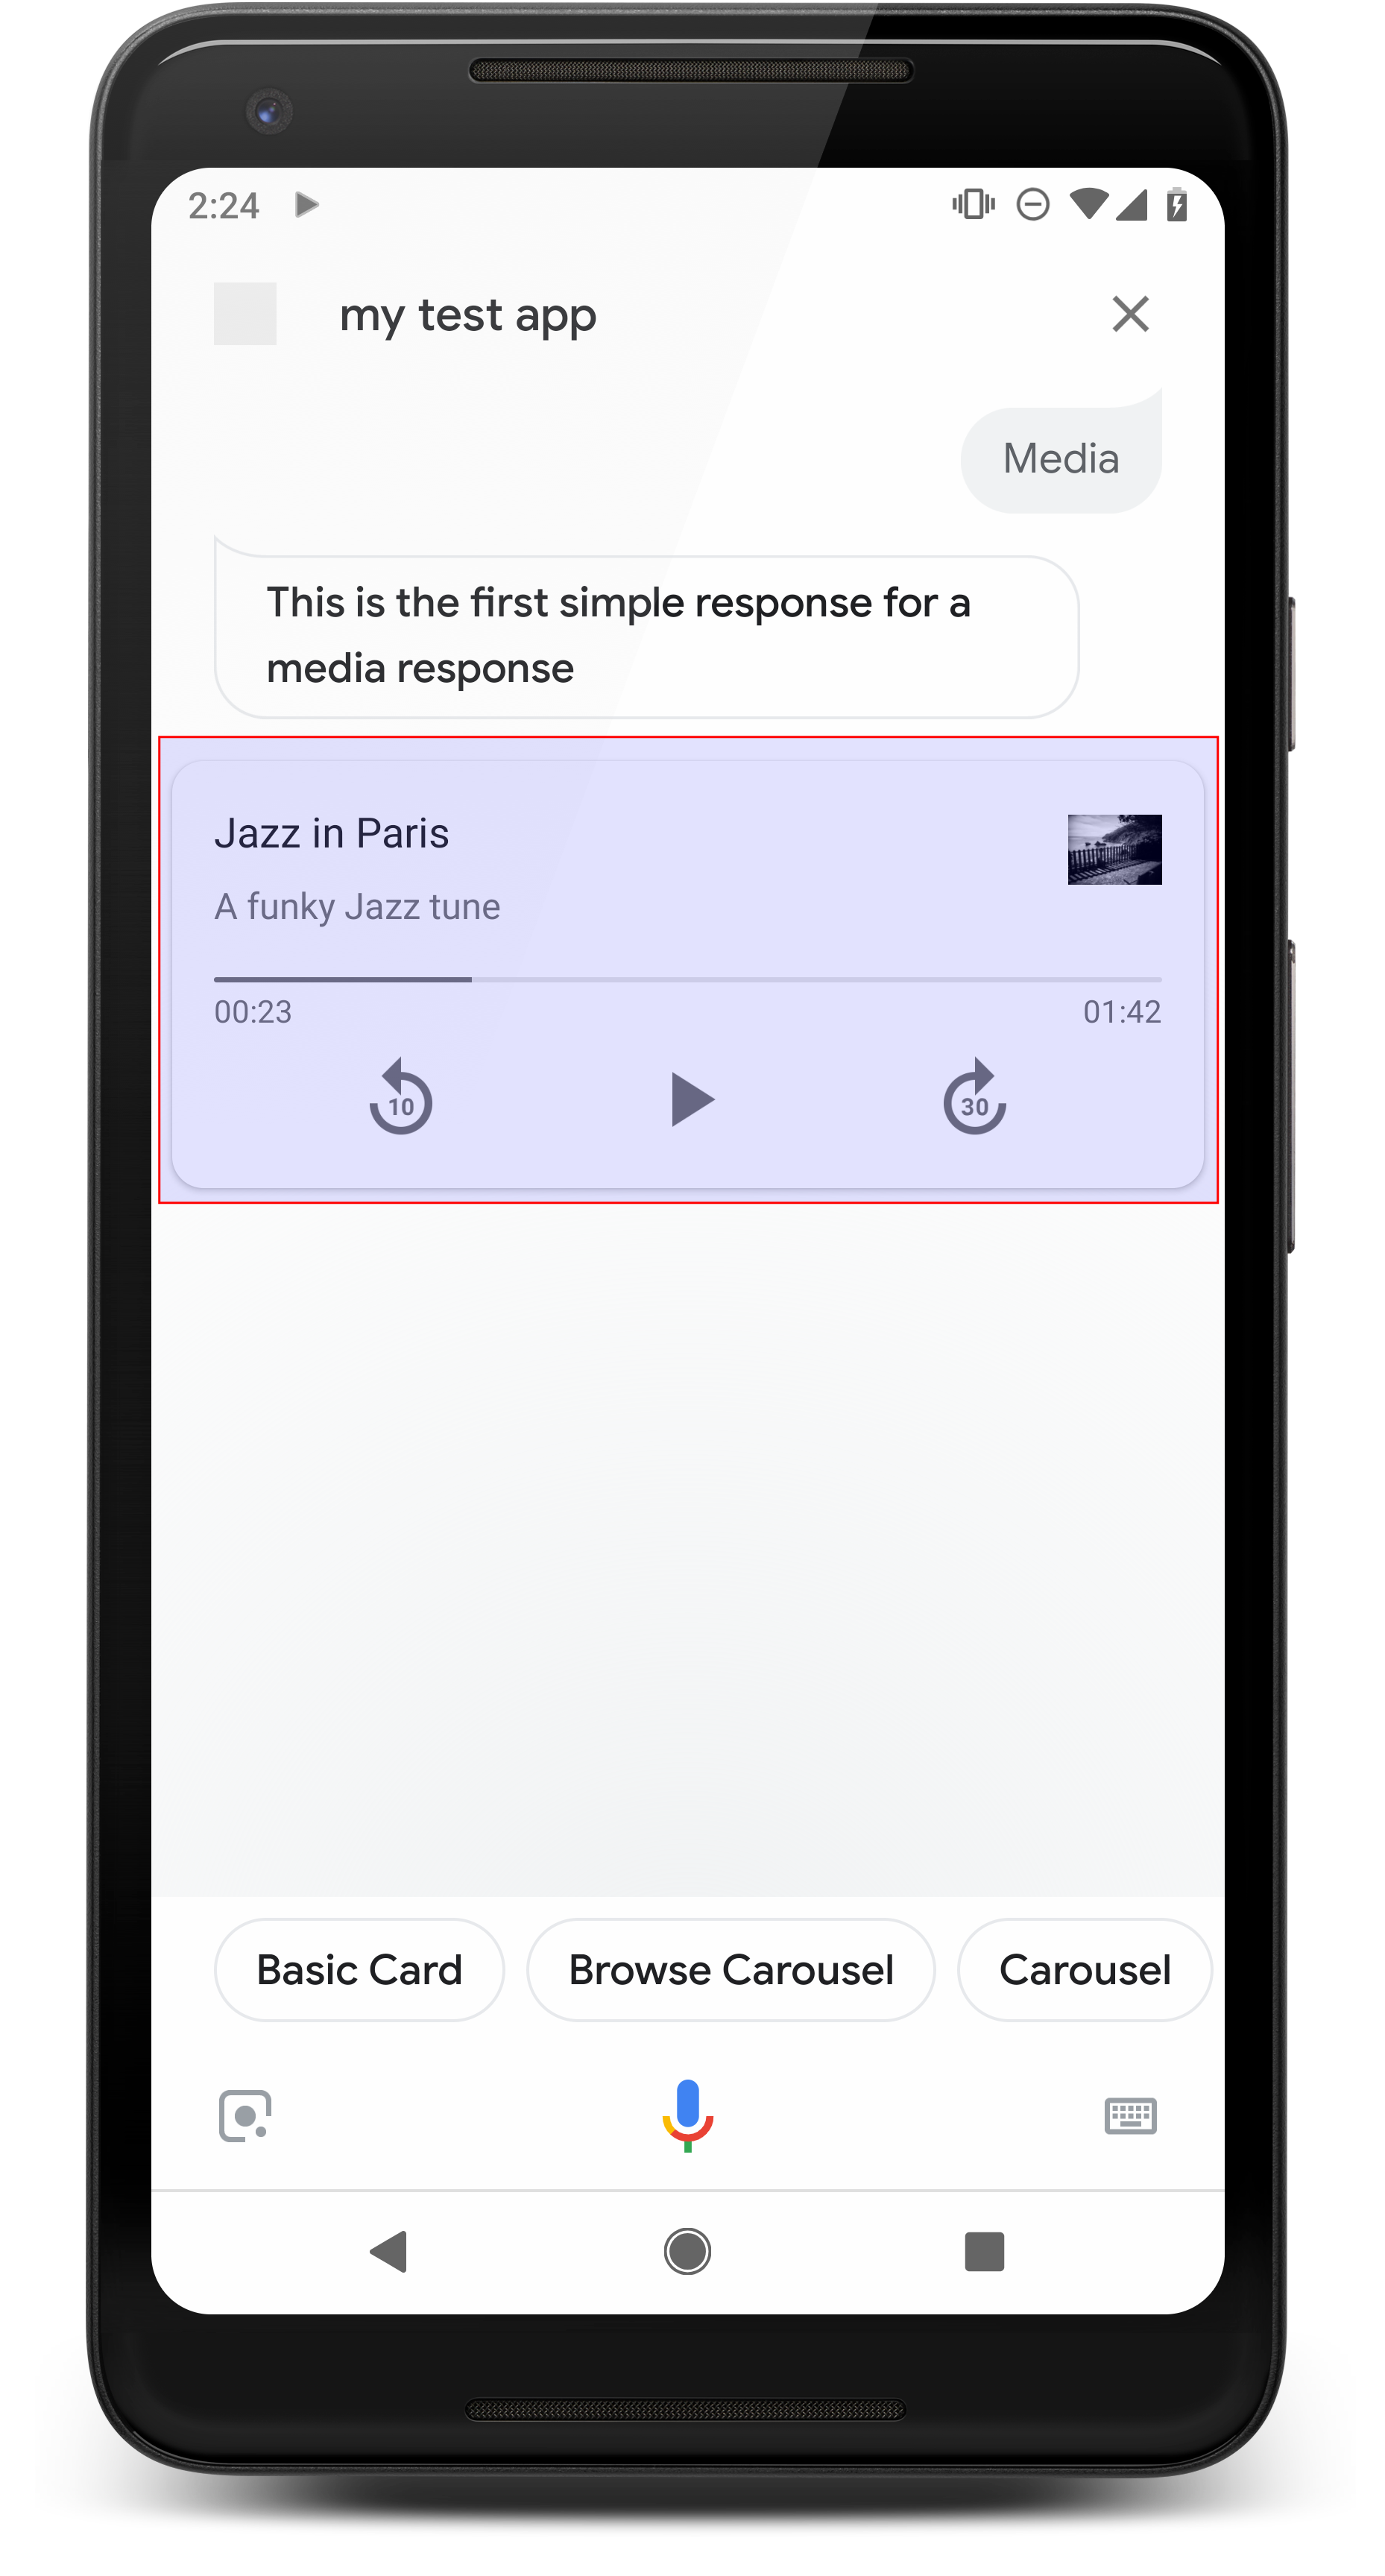 2:24
my test app
Media
This is the first simple response for a
media response
Jazz in Paris
A funky Jazz tune
00:23 01:42
10 30
Basic Card Browse Carousel Carousel